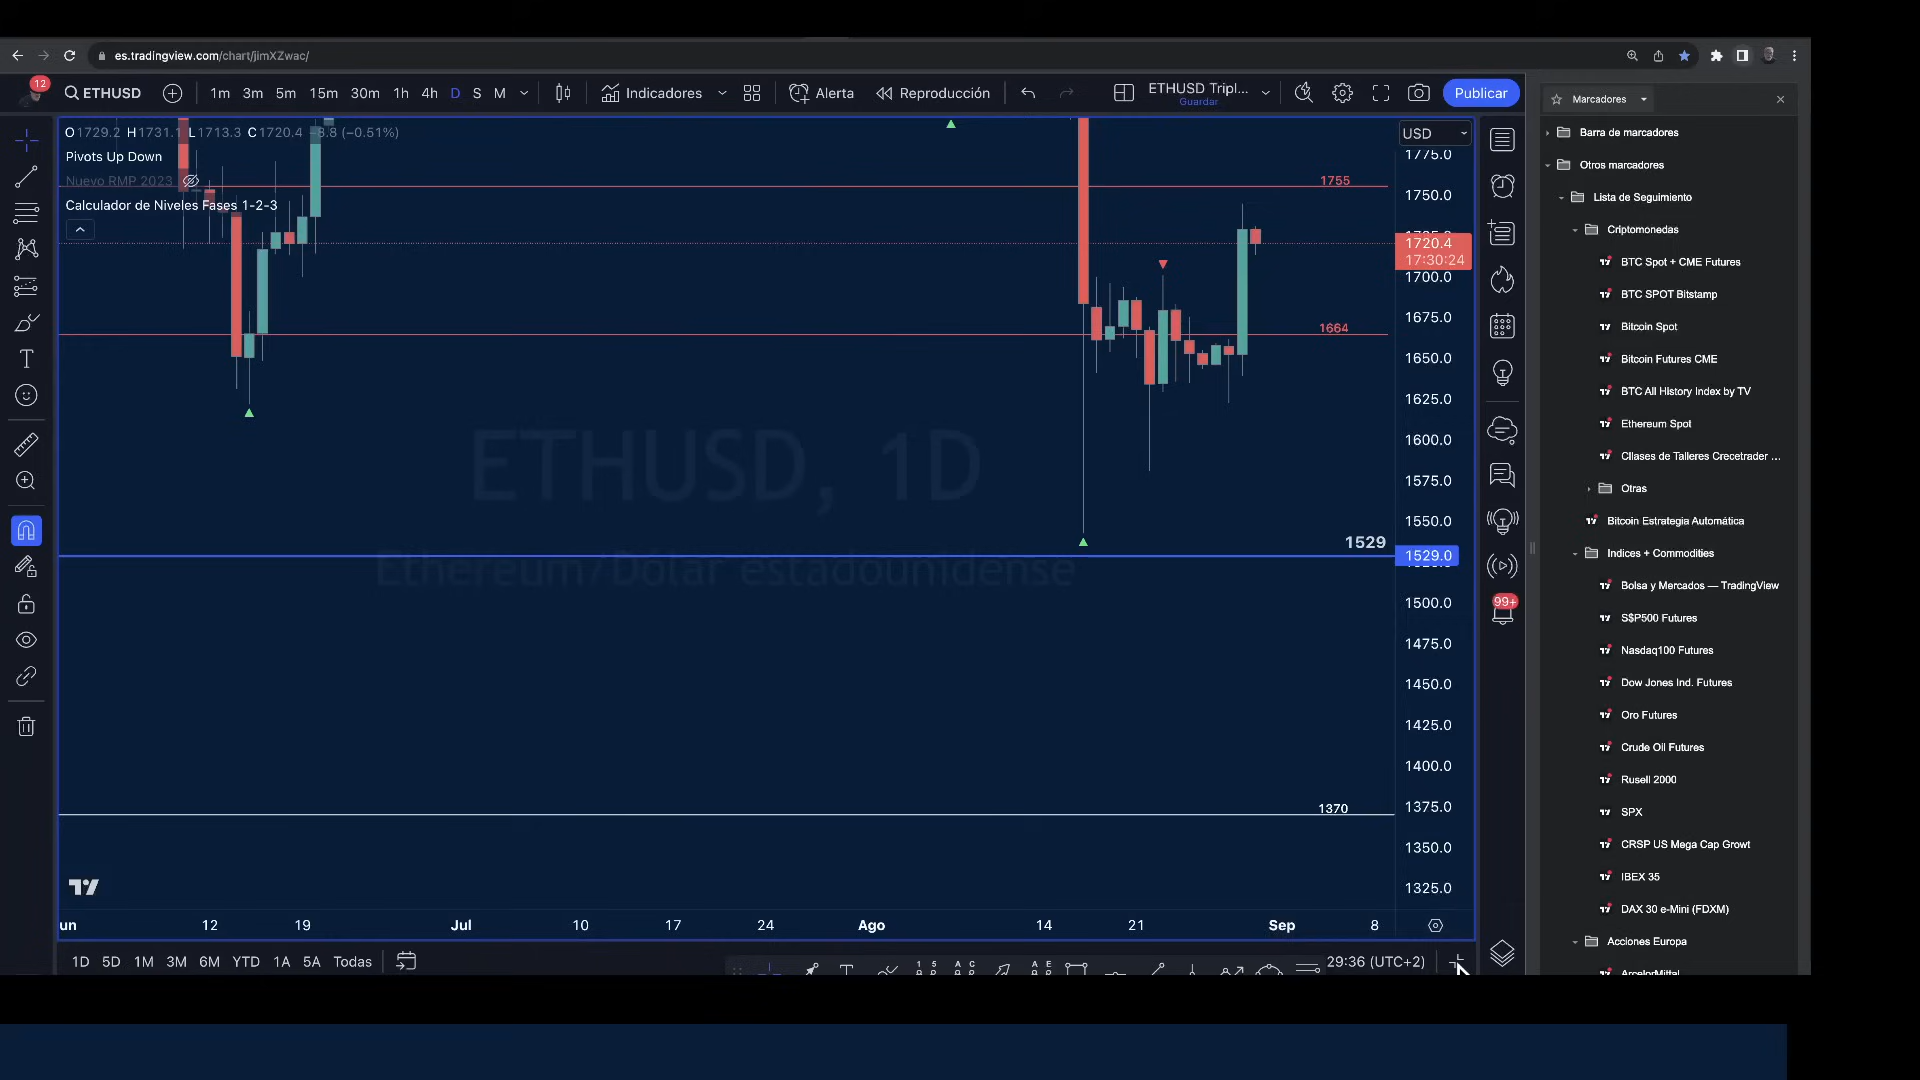 es.tradingview.com/chart/jimXZwac/
12
ETHUSD
1m 3m 5m 15m 30m 1h 4h D S M
Indicadores
Alerta
Reproducción
ETHUSD Tripl...
Guardar
Publicar
O1729.2 H1731.1 L1713.3 C1720.4 −8.8 (−0.51%)
Pivots Up Down
Nuevo RMP 2023
Calculador de Niveles Fases 1-2-3
ETHUSD, 1D
Ethereum/Dólar estadounidense
1755
1664
1529
1370
USD
1775.0
1750.0
1720.4
17:30:24
1700.0
1675.0
1650.0
1625.0
1600.0
1575.0
1550.0
1529.0
1500.0
1475.0
1450.0
1425.0
1400.0
1375.0
1350.0
1325.0
un 12 19 Jul 10 17 24 Ago 14 21 Sep 8
1D 5D 1M 3M 6M YTD 1A 5A Todas
29:36 (UTC+2)
99+
Marcadores
Barra de marcadores
Otros marcadores
Lista de Seguimiento
Criptomonedas
BTC Spot + CME Futures
BTC SPOT Bitstamp
Bitcoin Spot
Bitcoin Futures CME
BTC All History Index by TV
Ethereum Spot
Cllases de Talleres Crecetrader ...
Otras
Bitcoin Estrategia Automática
Indices + Commodities
Bolsa y Mercados — TradingView
S$P500 Futures
Nasdaq100 Futures
Dow Jones Ind. Futures
Oro Futures
Crude Oil Futures
Rusell 2000
SPX
CRSP US Mega Cap Growt
IBEX 35
DAX 30 e-Mini (FDXM)
Acciones Europa
ArcelorMittal